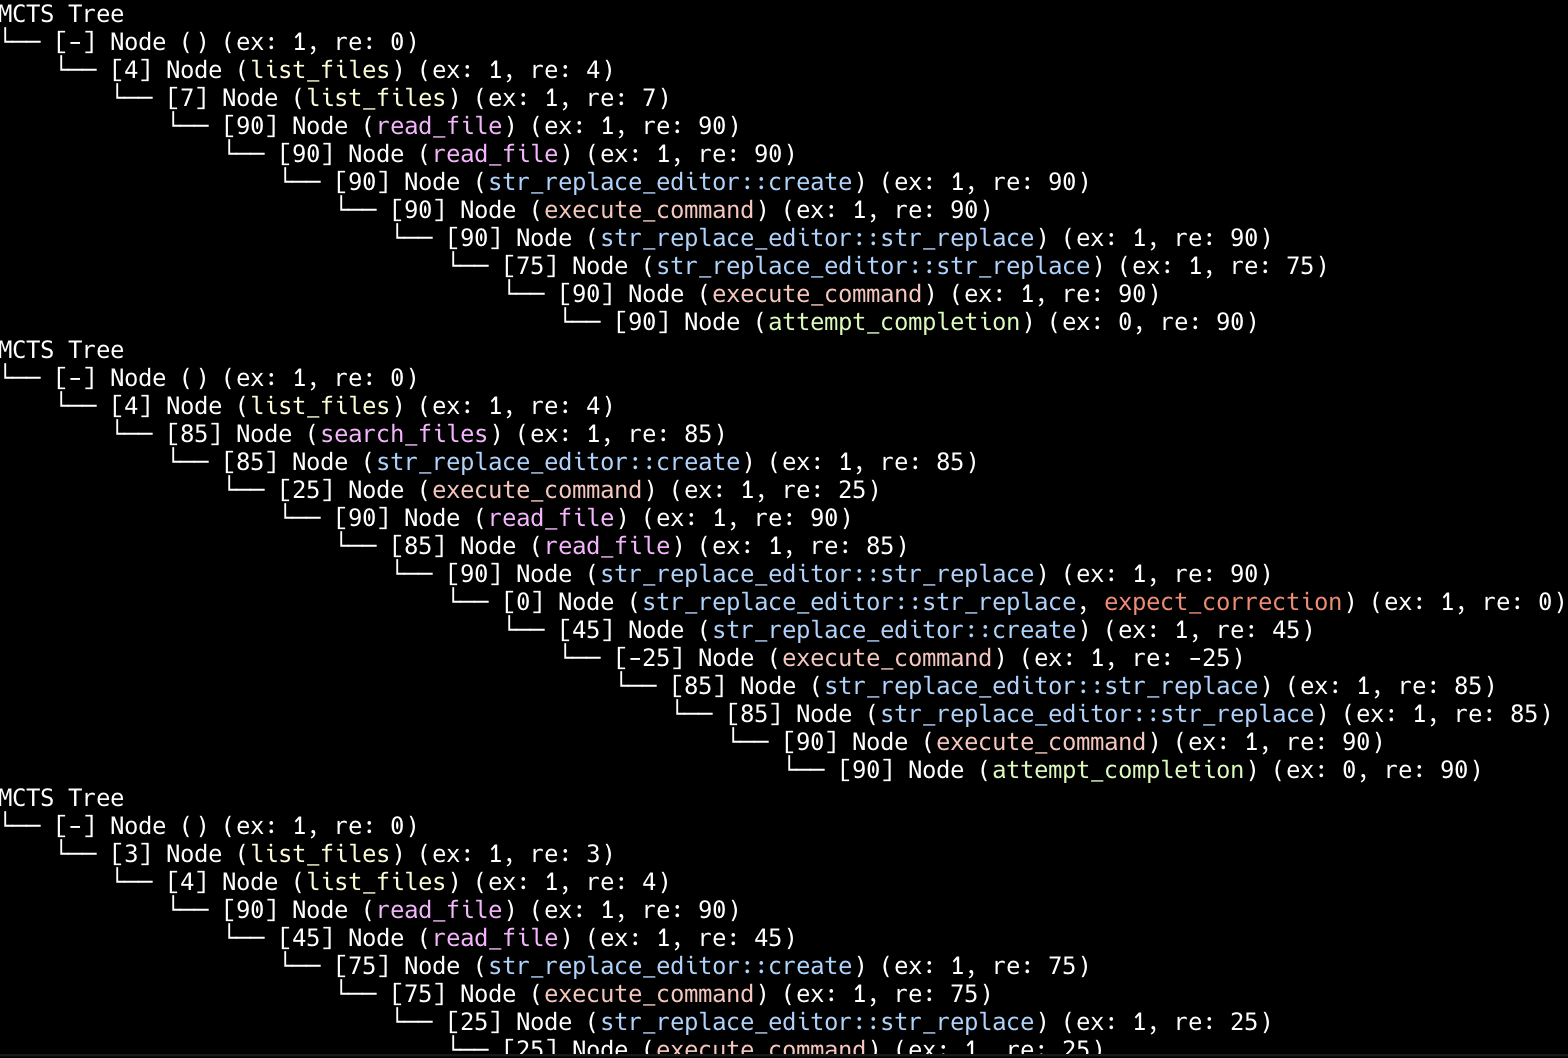 MCTS Tree
└── [-] Node () (ex: 1, re: 0)
└── [4] Node (list_files) (ex: 1, re: 4)
└── [7] Node (list_files) (ex: 1, re: 7)
└── [90] Node (read_file) (ex: 1, re: 90)
└── [90] Node (read_file) (ex: 1, re: 90)
└── [90] Node (str_replace_editor::create) (ex: 1, re: 90)
└── [90] Node (execute_command) (ex: 1, re: 90)
└── [90] Node (str_replace_editor::str_replace) (ex: 1, re: 90)
└── [75] Node (str_replace_editor::str_replace) (ex: 1, re: 75)
└── [90] Node (execute_command) (ex: 1, re: 90)
└── [90] Node (attempt_completion) (ex: 0, re: 90)
MCTS Tree
└── [-] Node () (ex: 1, re: 0)
└── [4] Node (list_files) (ex: 1, re: 4)
└── [85] Node (search_files) (ex: 1, re: 85)
└── [85] Node (str_replace_editor::create) (ex: 1, re: 85)
└── [25] Node (execute_command) (ex: 1, re: 25)
└── [90] Node (read_file) (ex: 1, re: 90)
└── [85] Node (read_file) (ex: 1, re: 85)
└── [90] Node (str_replace_editor::str_replace) (ex: 1, re: 90)
└── [0] Node (str_replace_editor::str_replace, expect_correction) (ex: 1, re: 0)
└── [45] Node (str_replace_editor::create) (ex: 1, re: 45)
└── [-25] Node (execute_command) (ex: 1, re: -25)
└── [85] Node (str_replace_editor::str_replace) (ex: 1, re: 85)
└── [85] Node (str_replace_editor::str_replace) (ex: 1, re: 85)
└── [90] Node (execute_command) (ex: 1, re: 90)
└── [90] Node (attempt_completion) (ex: 0, re: 90)
MCTS Tree
└── [-] Node () (ex: 1, re: 0)
└── [3] Node (list_files) (ex: 1, re: 3)
└── [4] Node (list_files) (ex: 1, re: 4)
└── [90] Node (read_file) (ex: 1, re: 90)
└── [45] Node (read_file) (ex: 1, re: 45)
└── [75] Node (str_replace_editor::create) (ex: 1, re: 75)
└── [75] Node (execute_command) (ex: 1, re: 75)
└── [25] Node (str_replace_editor::str_replace) (ex: 1, re: 25)
└── [25] Node (execute_command) (ex: 1, re: 25)